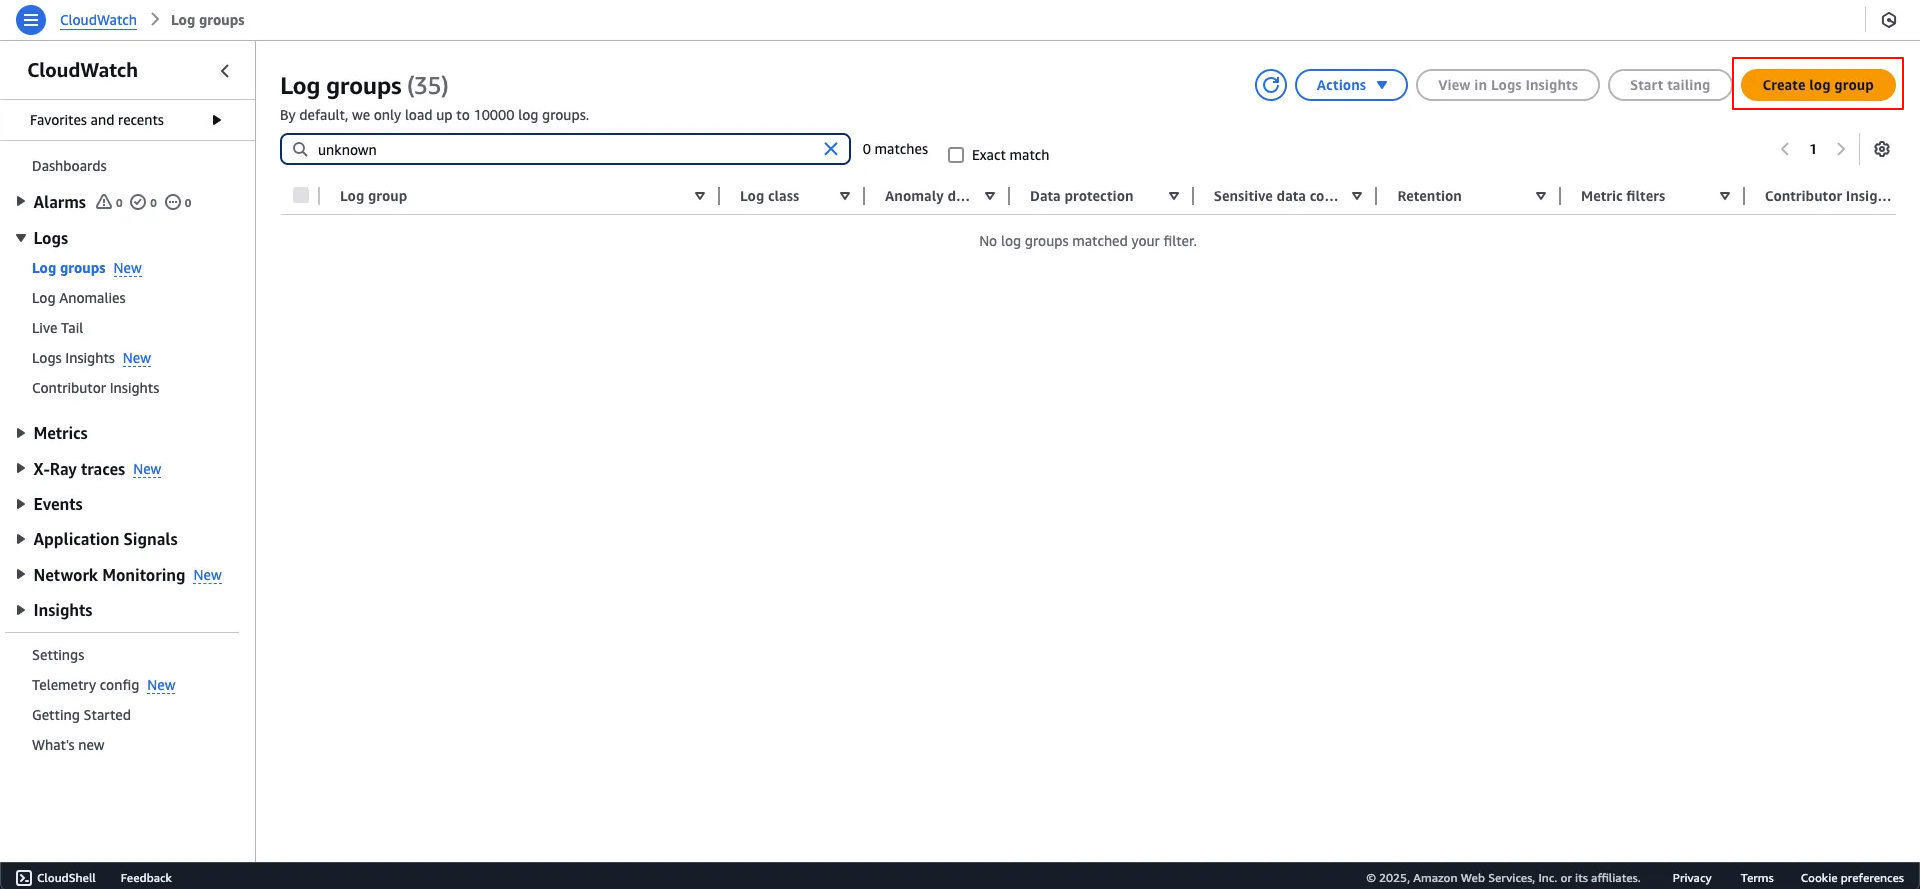 CloudWatch > Log groups
CloudWatch
Favorites and recents
Dashboards
Alarms 0 0 0
Logs
Log groups New
Log Anomalies
Live Tail
Logs Insights New
Contributor Insights
Metrics
X-Ray traces New
Events
Application Signals
Network Monitoring New
Insights
Settings
Telemetry config New
Getting Started
What's new
Log groups (35)
By default, we only load up to 10000 log groups.
Actions
View in Logs Insights
Start tailing
Create log group
unknown
0 matches
Exact match
1
Log group
Log class
Anomaly d...
Data protection
Sensitive data co...
Retention
Metric filters
Contributor Insig...
No log groups matched your filter.
CloudShell Feedback © 2025, Amazon Web Services, Inc. or its affiliates. Privacy Terms Cookie preferences